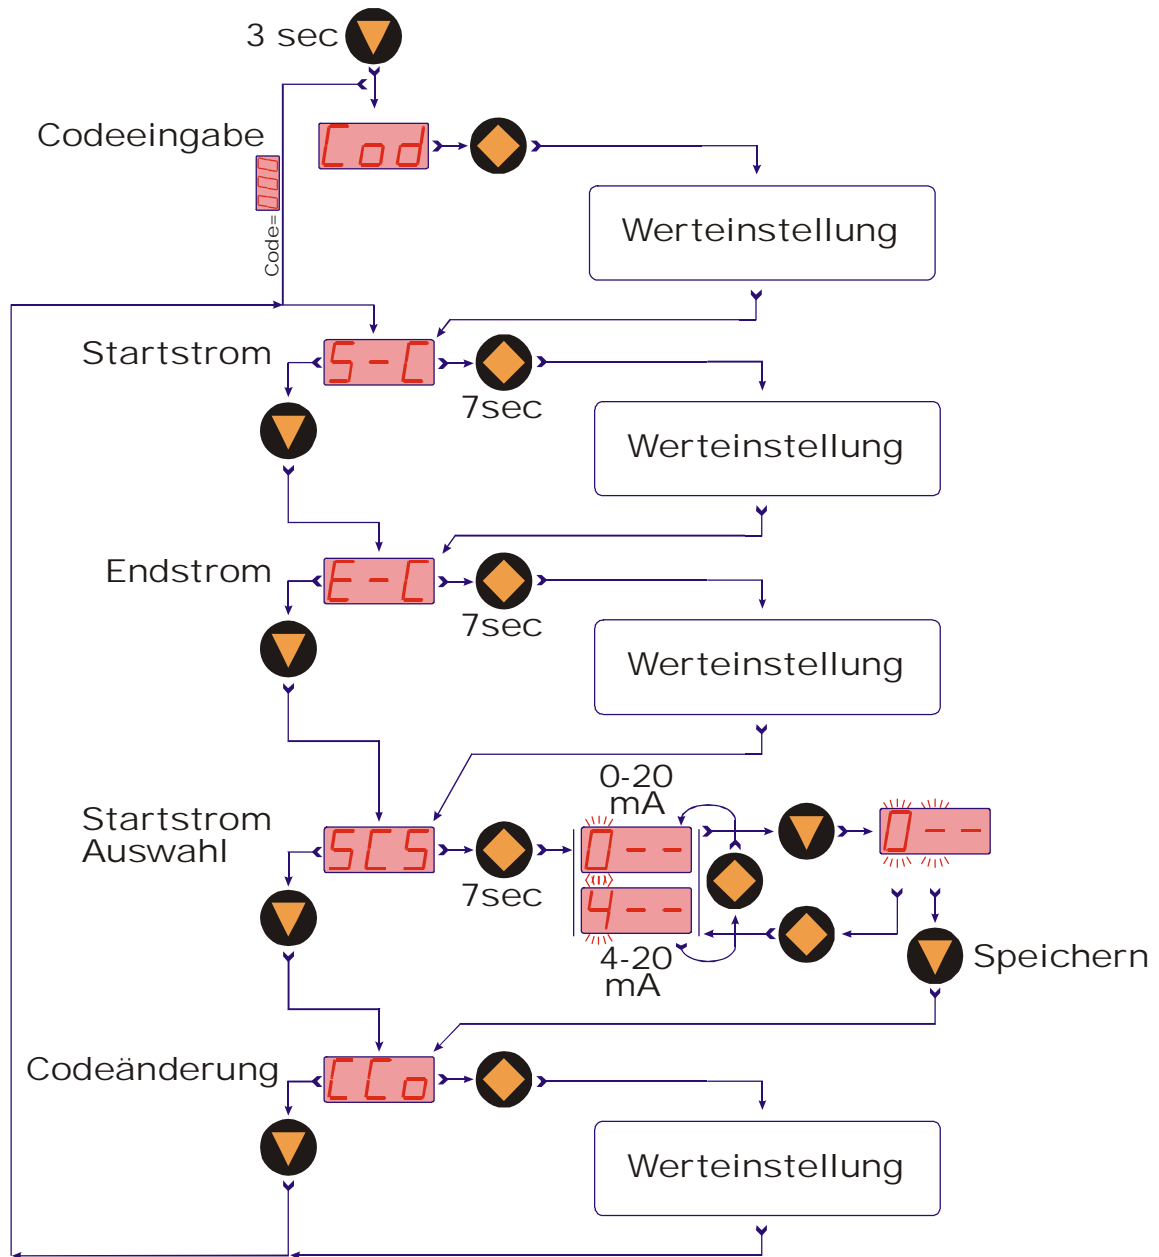 3 sec
Codeeingabe
Cod
Code=000
Werteinstellung
Startstrom
S-C
7sec
Werteinstellung
Endstrom
E-C
7sec
Werteinstellung
0-20
mA
Startstrom
Auswahl
SCS
7sec
0--
0--
4--
4-20
mA
Speichern
Codeänderung
CCo
Werteinstellung